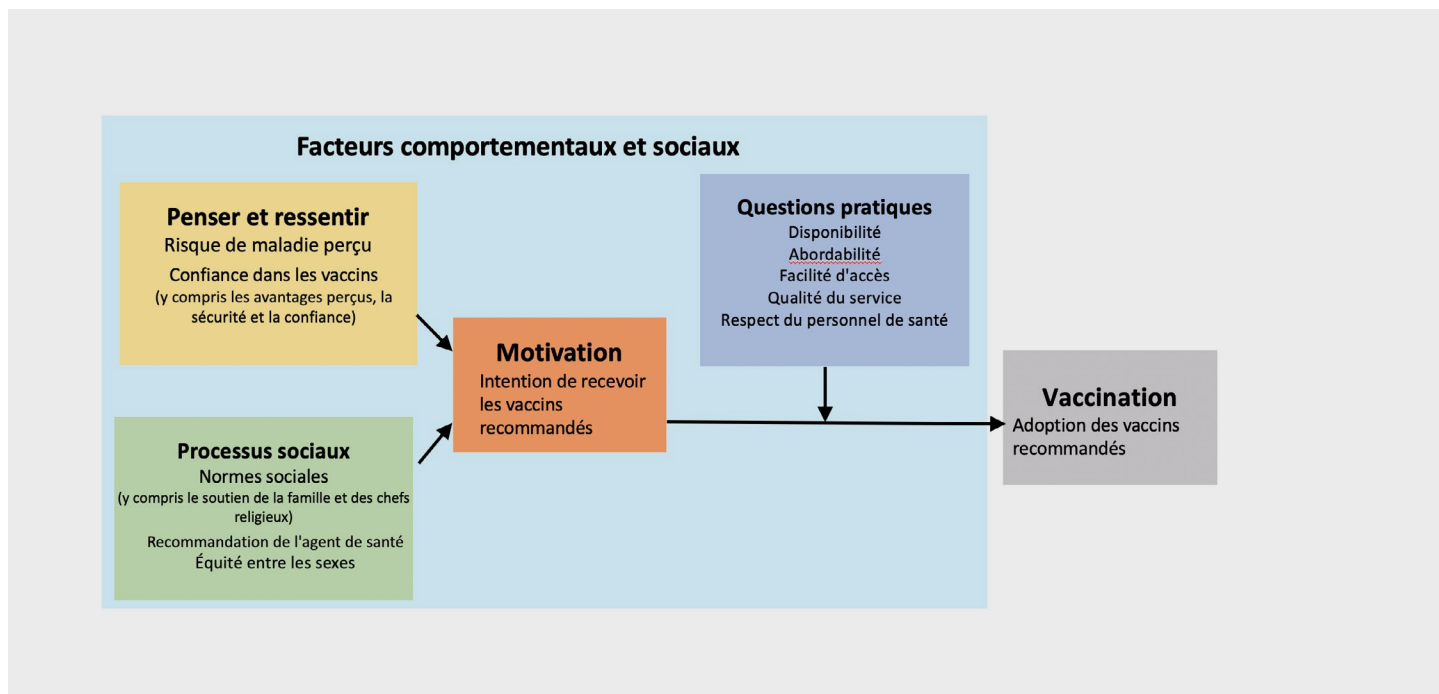 Facteurs comportementaux et sociaux
Penser et ressentir
Risque de maladie perçu
Confiance dans les vaccins
(y compris les avantages perçus, la
sécurité et la confiance)
Processus sociaux
Normes sociales
(y compris le soutien de la famille et des chefs
religieux)
Recommandation de l'agent de santé
Équité entre les sexes
Motivation
Intention de recevoir
les vaccins
recommandés
Questions pratiques
Disponibilité
Abordabilité
Facilité d'accès
Qualité du service
Respect du personnel de santé
Vaccination
Adoption des vaccins
recommandés